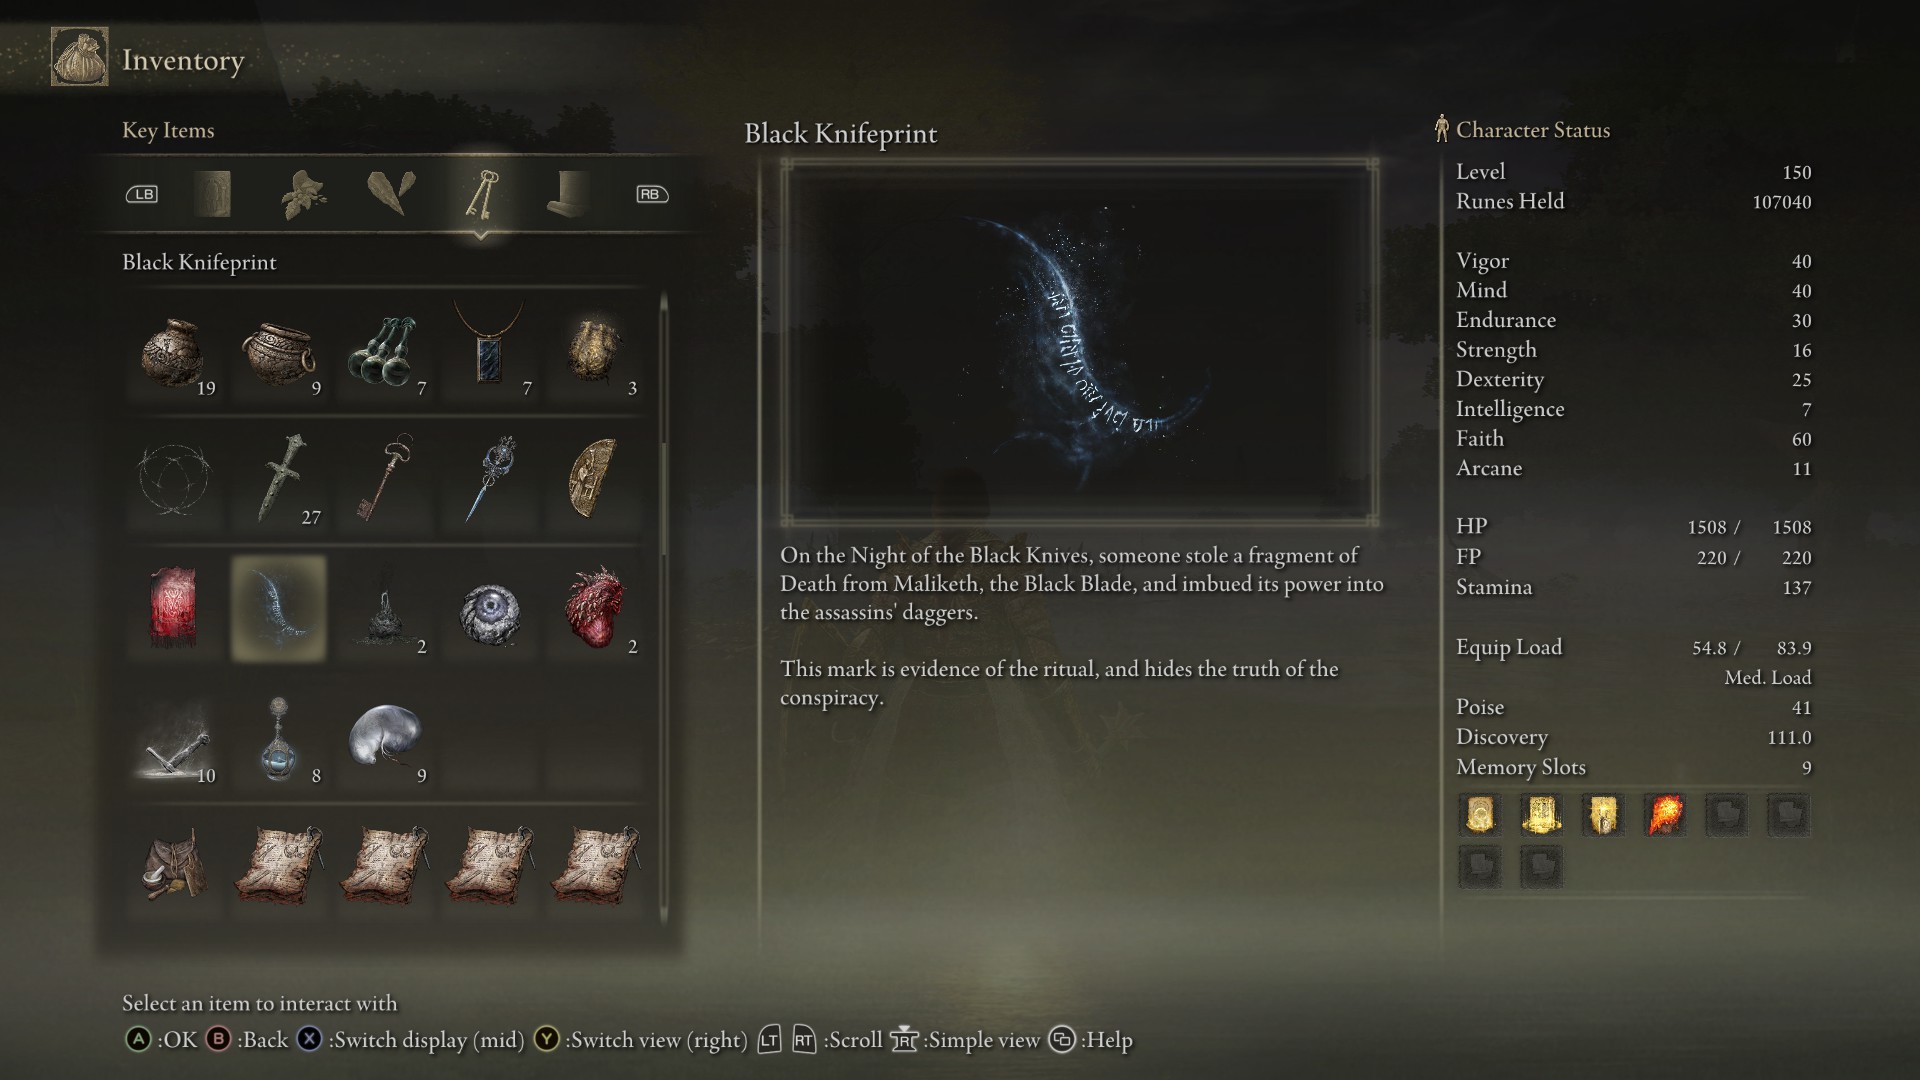 Inventory
Key Items
LB
RB
Black Knifeprint
19
9
7
7
3
27
2
2
10
8
9
Black Knifeprint
On the Night of the Black Knives, someone stole a fragment of
Death from Maliketh, the Black Blade, and imbued its power into
the assassins' daggers.
This mark is evidence of the ritual, and hides the truth of the
conspiracy.
Character Status
Level 150
Runes Held 107040
Vigor 40
Mind 40
Endurance 30
Strength 16
Dexterity 25
Intelligence 7
Faith 60
Arcane 11
HP 1508 / 1508
FP 220 / 220
Stamina 137
Equip Load 54.8 / 83.9
Med. Load
Poise 41
Discovery 111.0
Memory Slots 9
Select an item to interact with
A :OK B :Back X :Switch display (mid) Y :Switch view (right) LT RT :Scroll R :Simple view :Help